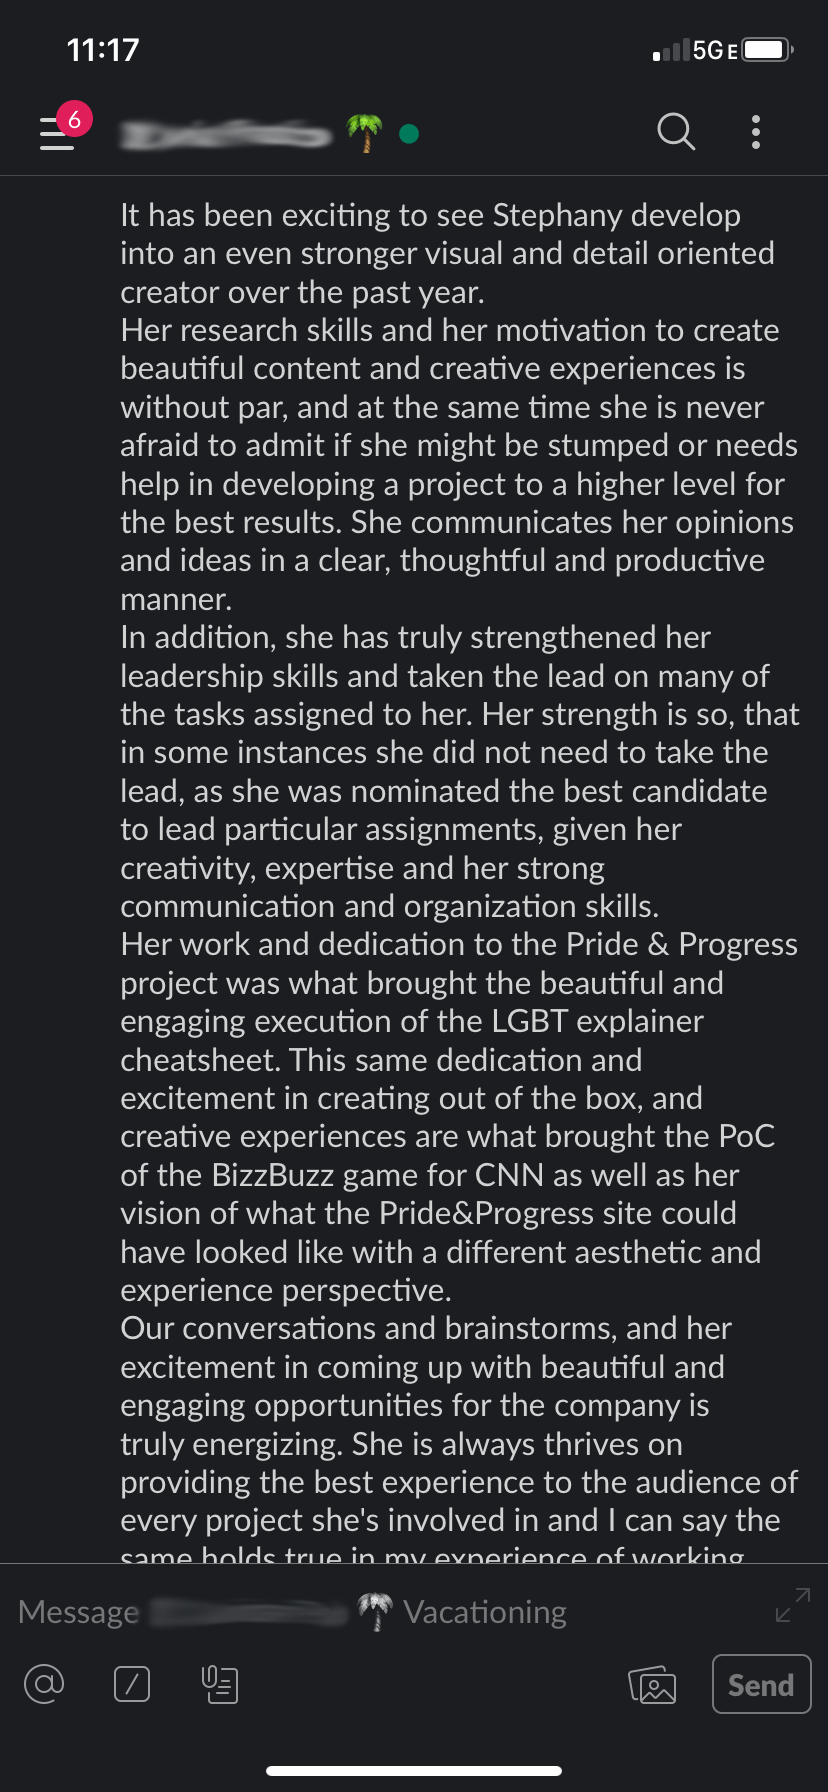 11:17
5GE
6
It has been exciting to see Stephany develop
into an even stronger visual and detail oriented
creator over the past year.
Her research skills and her motivation to create
beautiful content and creative experiences is
without par, and at the same time she is never
afraid to admit if she might be stumped or needs
help in developing a project to a higher level for
the best results. She communicates her opinions
and ideas in a clear, thoughtful and productive
manner.
In addition, she has truly strengthened her
leadership skills and taken the lead on many of
the tasks assigned to her. Her strength is so, that
in some instances she did not need to take the
lead, as she was nominated the best candidate
to lead particular assignments, given her
creativity, expertise and her strong
communication and organization skills.
Her work and dedication to the Pride & Progress
project was what brought the beautiful and
engaging execution of the LGBT explainer
cheatsheet. This same dedication and
excitement in creating out of the box, and
creative experiences are what brought the PoC
of the BizzBuzz game for CNN as well as her
vision of what the Pride&Progress site could
have looked like with a different aesthetic and
experience perspective.
Our conversations and brainstorms, and her
excitement in coming up with beautiful and
engaging opportunities for the company is
truly energizing. She is always thrives on
providing the best experience to the audience of
every project she's involved in and I can say the
same holds true in my experience of working
Message Vacationing
Send